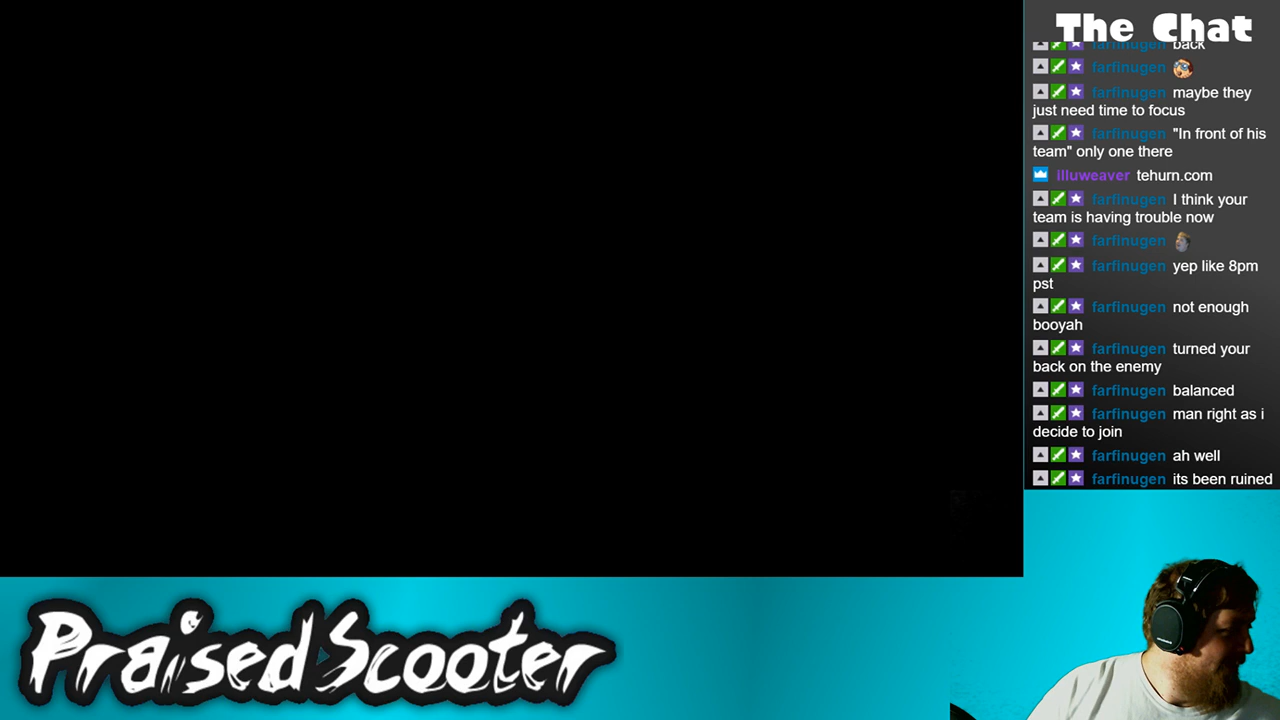 The Chat
farfinugen back
farfinugen
farfinugen maybe they
just need time to focus
farfinugen "In front of his
team" only one there
illuweaver tehurn.com
farfinugen I think your
team is having trouble now
farfinugen
farfinugen yep like 8pm
pst
farfinugen not enough
booyah
farfinugen turned your
back on the enemy
farfinugen balanced
farfinugen man right as i
decide to join
farfinugen ah well
farfinugen its been ruined
PraisedScooter